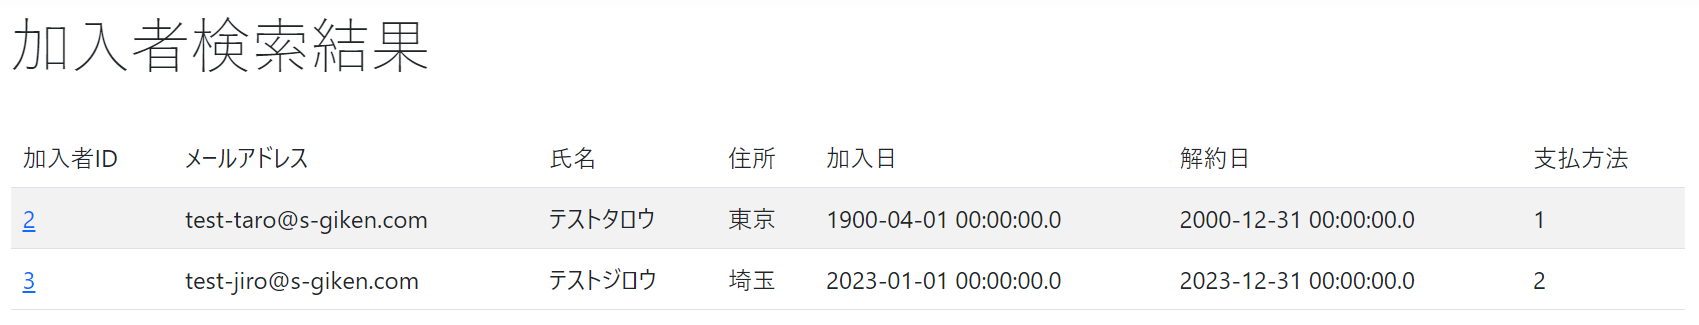 加入者検索結果
加入者ID メールアドレス 氏名 住所 加入日 解約日 支払方法
2 test-taro@s-giken.com テストタロウ 東京 1900-04-01 00:00:00.0 2000-12-31 00:00:00.0 1
3 test-jiro@s-giken.com テストジロウ 埼玉 2023-01-01 00:00:00.0 2023-12-31 00:00:00.0 2